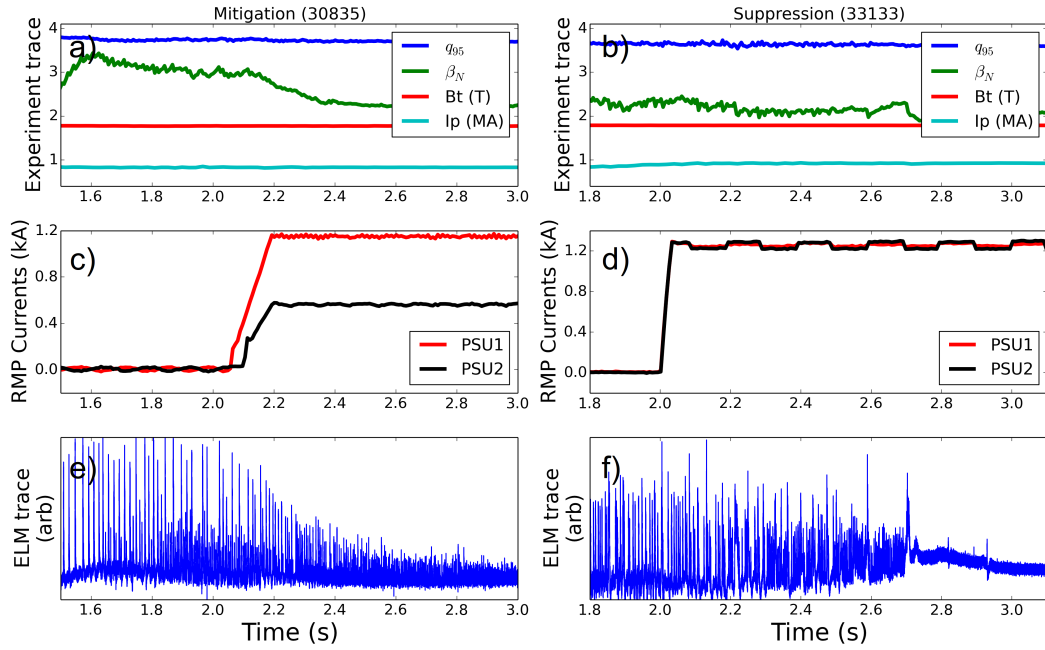 Mitigation (30835)
Suppression (33133)
Experiment trace
4
3
2
1
a)
q95
βN
Bt (T)
Ip (MA)
1.6 1.8 2.0 2.2 2.4 2.6 2.8 3.0
Experiment trace
4
3
2
1
b)
q95
βN
Bt (T)
Ip (MA)
1.8 2.0 2.2 2.4 2.6 2.8 3.0
RMP Currents (kA)
1.2
0.8
0.4
0.0
c)
PSU1
PSU2
1.6 1.8 2.0 2.2 2.4 2.6 2.8 3.0
RMP Currents (kA)
1.2
0.8
0.4
0.0
d)
PSU1
PSU2
1.8 2.0 2.2 2.4 2.6 2.8 3.0
ELM trace
(arb)
e)
1.6 1.8 2.0 2.2 2.4 2.6 2.8 3.0
Time (s)
ELM trace
(arb)
f)
1.8 2.0 2.2 2.4 2.6 2.8 3.0
Time (s)